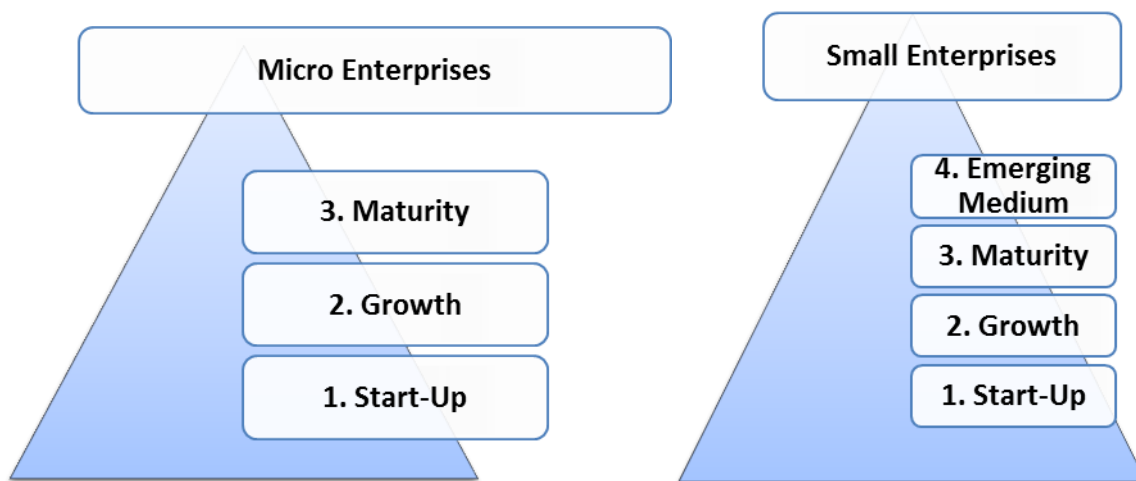 Micro Enterprises
3. Maturity
2. Growth
1. Start-Up
Small Enterprises
4. Emerging
Medium
3. Maturity
2. Growth
1. Start-Up